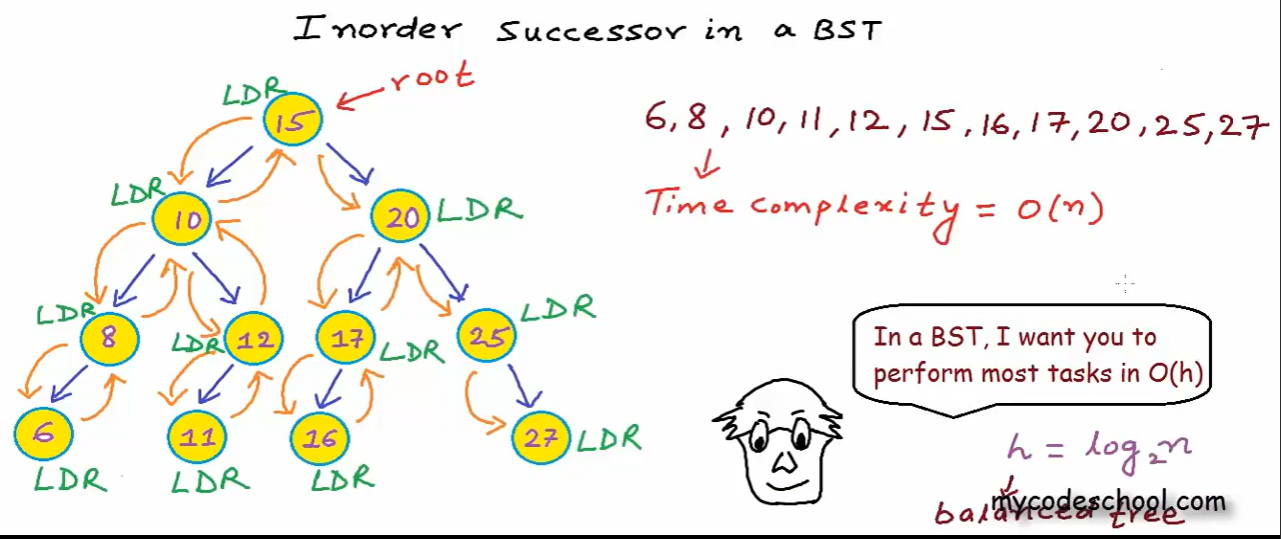 Inorder Successor in a BST
LDR
root
15
6, 8, 10, 11, 12, 15, 16, 17, 20, 25, 27
Time complexity = O(n)
LDR
10
20 LDR
LDR
8
LDR
12
17
LDR
25
LDR
6
LDR
11
LDR
16
LDR
27 LDR
In a BST, I want you to
perform most tasks in O(h)
h = log₂n
mycodeschool.com
balanced tree